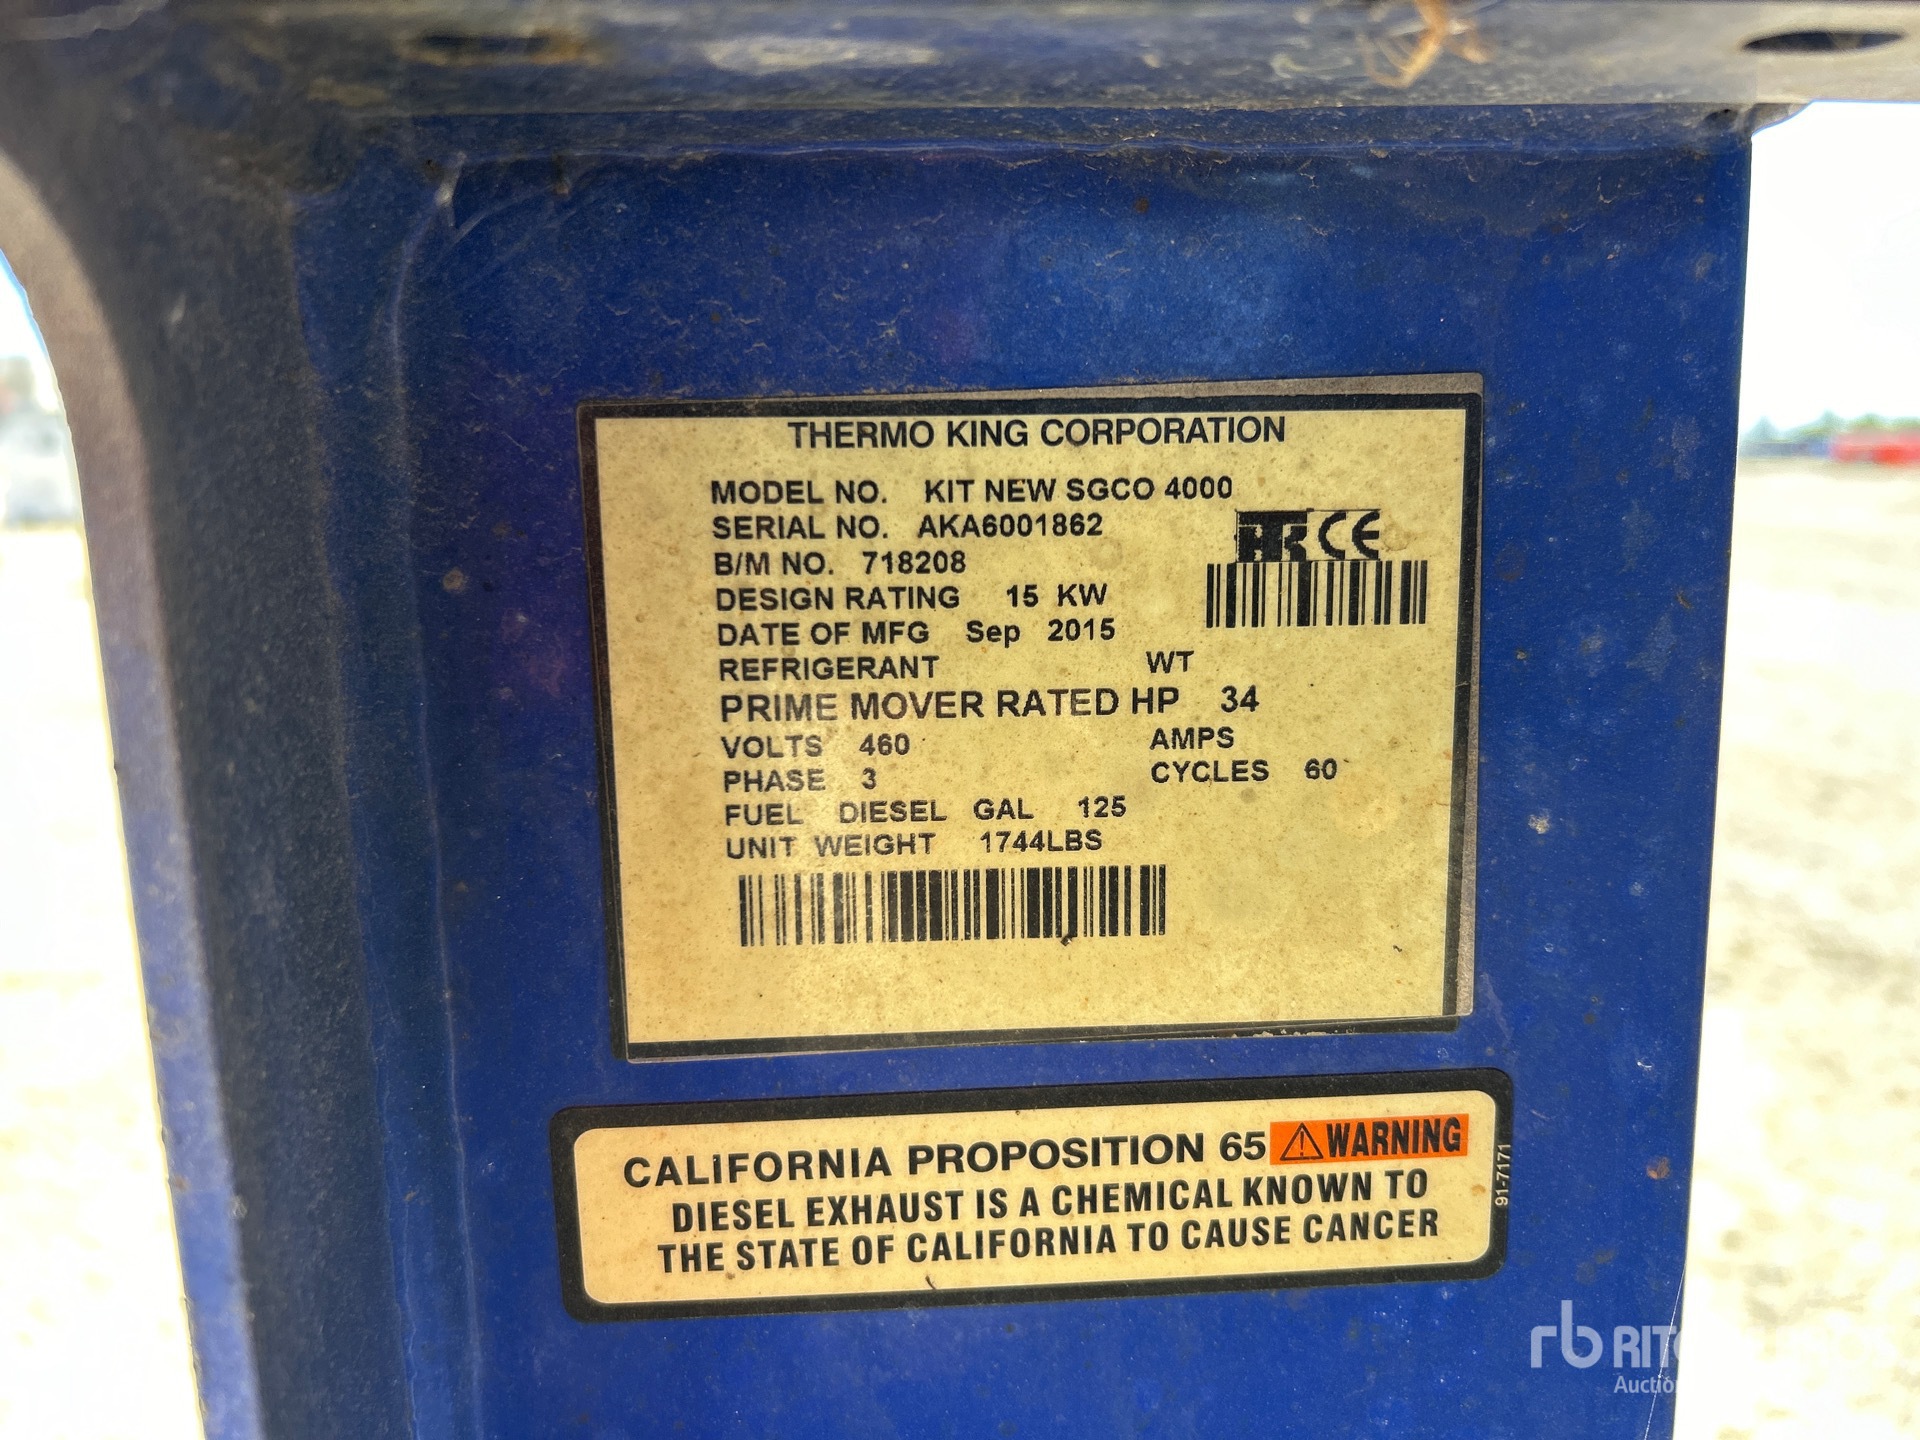 THERMO KING CORPORATION
MODEL NO. KIT NEW SGCO 4000
SERIAL NO. AKA6001862
B/M NO. 718208
DESIGN RATING 15 KW
DATE OF MFG Sep 2015
REFRIGERANT WT
PRIME MOVER RATED HP 34
VOLTS 460 AMPS
PHASE 3 CYCLES 60
FUEL DIESEL GAL 125
UNIT WEIGHT 1744LBS
TK CE
CALIFORNIA PROPOSITION 65 ⚠WARNING
DIESEL EXHAUST IS A CHEMICAL KNOWN TO
THE STATE OF CALIFORNIA TO CAUSE CANCER
91-7171
rb